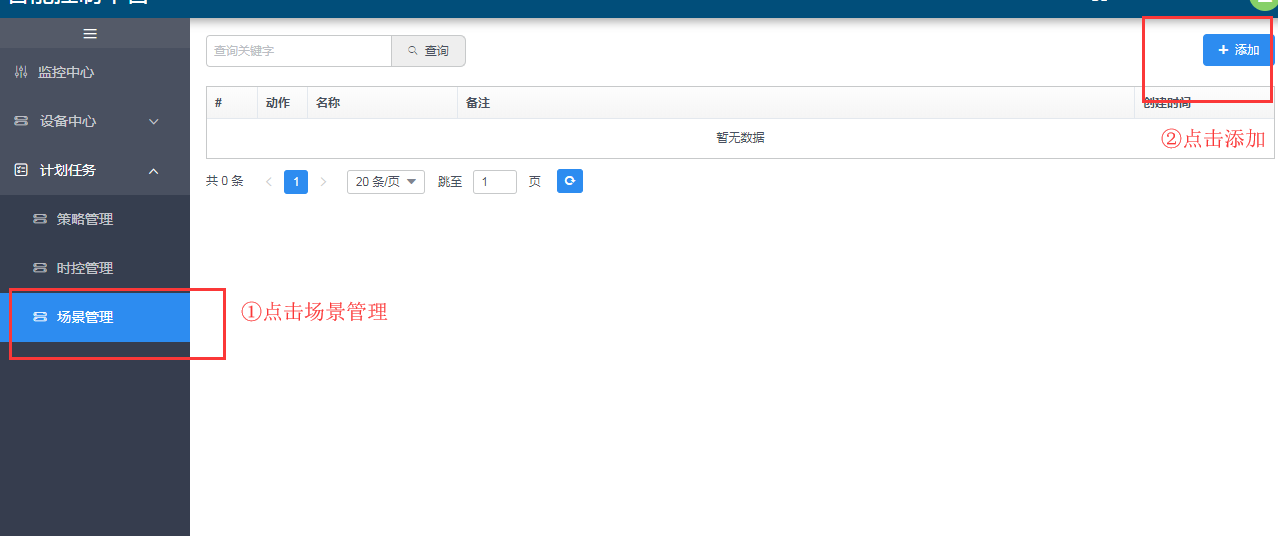 监控中心
设备中心
计划任务
策略管理
时控管理
场景管理
查询关键字
查询
+ 添加
# 动作 名称 备注 创建时间
暂无数据
共 0 条 < 1 > 20 条/页 跳至 1 页
①点击场景管理
②点击添加